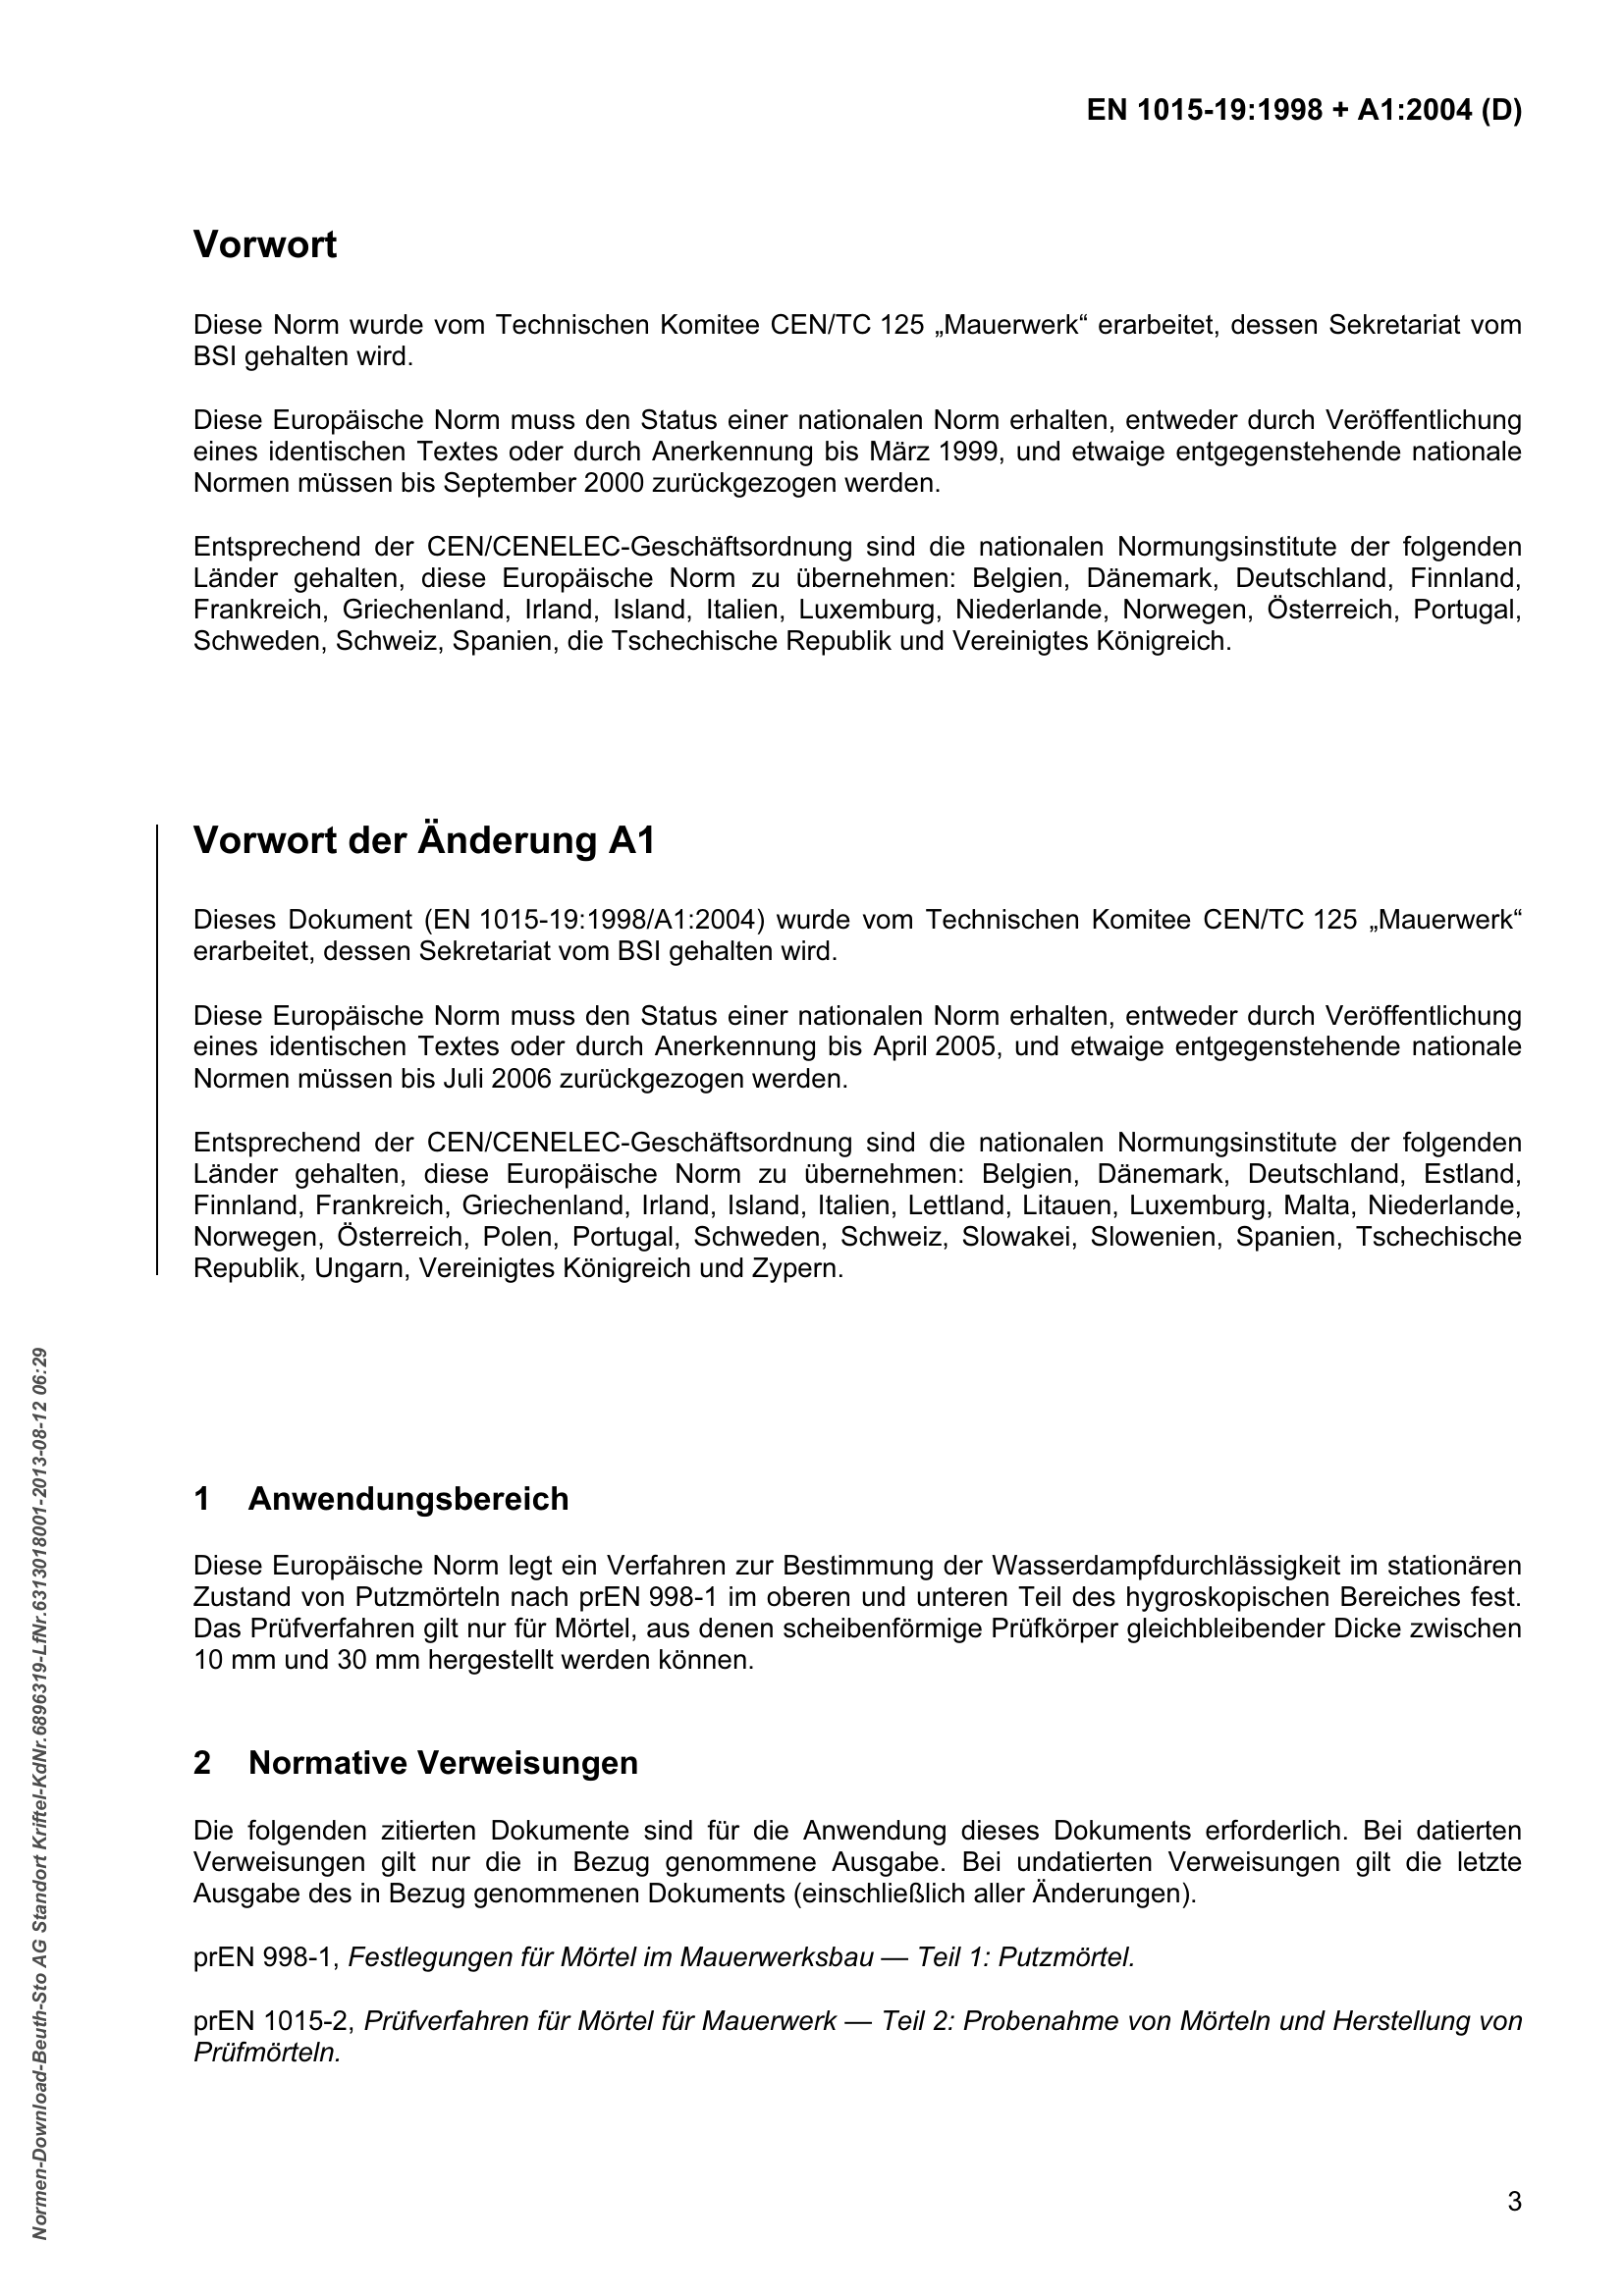 EN 1015-19:1998 + A1:2004 (D)
Vorwort
Diese Norm wurde vom Technischen Komitee CEN/TC 125 „Mauerwerk“ erarbeitet, dessen Sekretariat vom
BSI gehalten wird.
Diese Europäische Norm muss den Status einer nationalen Norm erhalten, entweder durch Veröffentlichung
eines identischen Textes oder durch Anerkennung bis März 1999, und etwaige entgegenstehende nationale
Normen müssen bis September 2000 zurückgezogen werden.
Entsprechend der CEN/CENELEC-Geschäftsordnung sind die nationalen Normungsinstitute der folgenden
Länder gehalten, diese Europäische Norm zu übernehmen: Belgien, Dänemark, Deutschland, Finnland,
Frankreich, Griechenland, Irland, Island, Italien, Luxemburg, Niederlande, Norwegen, Österreich, Portugal,
Schweden, Schweiz, Spanien, die Tschechische Republik und Vereinigtes Königreich.
Vorwort der Änderung A1
Dieses Dokument (EN 1015-19:1998/A1:2004) wurde vom Technischen Komitee CEN/TC 125 „Mauerwerk“
erarbeitet, dessen Sekretariat vom BSI gehalten wird.
Diese Europäische Norm muss den Status einer nationalen Norm erhalten, entweder durch Veröffentlichung
eines identischen Textes oder durch Anerkennung bis April 2005, und etwaige entgegenstehende nationale
Normen müssen bis Juli 2006 zurückgezogen werden.
Entsprechend der CEN/CENELEC-Geschäftsordnung sind die nationalen Normungsinstitute der folgenden
Länder gehalten, diese Europäische Norm zu übernehmen: Belgien, Dänemark, Deutschland, Estland,
Finnland, Frankreich, Griechenland, Irland, Island, Italien, Lettland, Litauen, Luxemburg, Malta, Niederlande,
Norwegen, Österreich, Polen, Portugal, Schweden, Schweiz, Slowakei, Slowenien, Spanien, Tschechische
Republik, Ungarn, Vereinigtes Königreich und Zypern.
1 Anwendungsbereich
Diese Europäische Norm legt ein Verfahren zur Bestimmung der Wasserdampfdurchlässigkeit im stationären
Zustand von Putzmörteln nach prEN 998-1 im oberen und unteren Teil des hygroskopischen Bereiches fest.
Das Prüfverfahren gilt nur für Mörtel, aus denen scheibenförmige Prüfkörper gleichbleibender Dicke zwischen
10 mm und 30 mm hergestellt werden können.
2 Normative Verweisungen
Die folgenden zitierten Dokumente sind für die Anwendung dieses Dokuments erforderlich. Bei datierten
Verweisungen gilt nur die in Bezug genommene Ausgabe. Bei undatierten Verweisungen gilt die letzte
Ausgabe des in Bezug genommenen Dokuments (einschließlich aller Änderungen).
prEN 998-1, Festlegungen für Mörtel im Mauerwerksbau — Teil 1: Putzmörtel.
prEN 1015-2, Prüfverfahren für Mörtel für Mauerwerk — Teil 2: Probenahme von Mörteln und Herstellung von
Prüfmörteln.
3
Normen-Download-Beuth-Sto AG Standort Kriftel-KdNr.6896319-LfNr.6313018001-2013-08-12 06:29